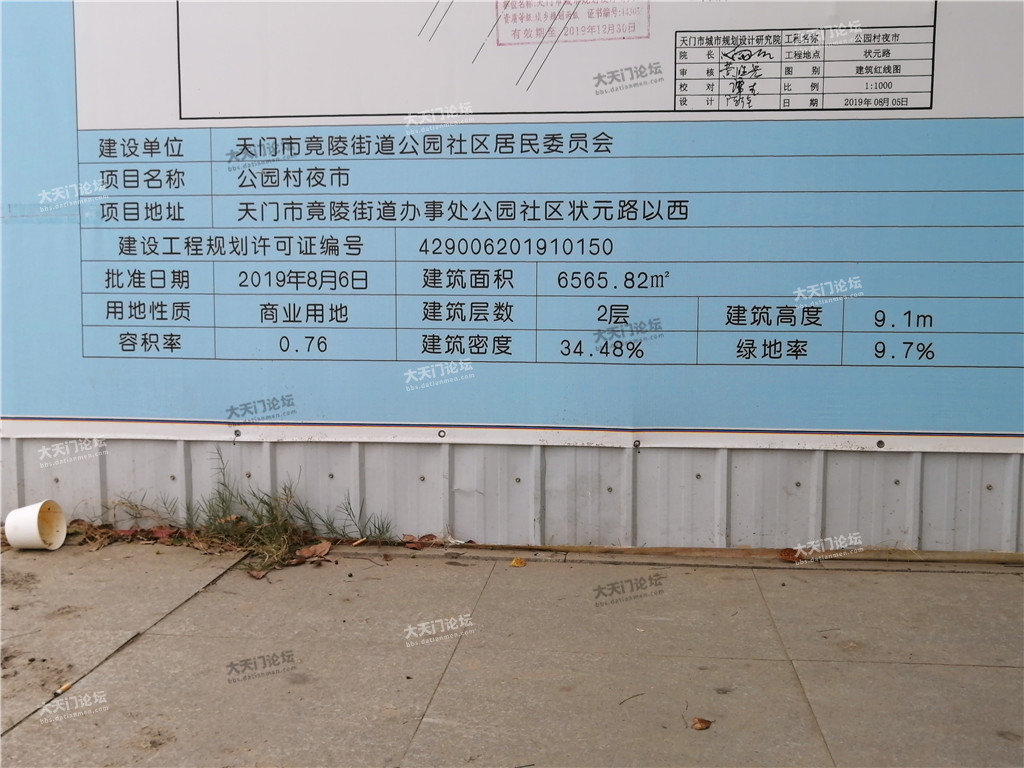 有效期至 2019年12月30日
天门市城市规划设计研究院 工程名称 公园村夜市
院长 工程地点 状元路
审核 图别 建筑红线图
校对 比例 1:1000
设计 日期 2019年08月05日
建设单位 天门市竟陵街道公园社区居民委员会
项目名称 公园村夜市
项目地址 天门市竟陵街道办事处公园社区状元路以西
建设工程规划许可证编号 429006201910150
批准日期 2019年8月6日 建筑面积 6565.82㎡
用地性质 商业用地 建筑层数 2层 建筑高度 9.1m
容积率 0.76 建筑密度 34.48% 绿地率 9.7%
大天门论坛
bbs.datianmen.com